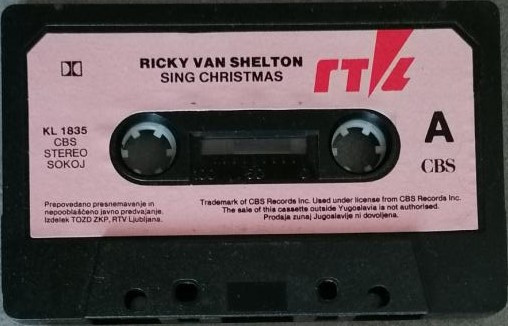 RICKY VAN SHELTON
SING CHRISTMAS
KL 1835
CBS
STEREO
SOKOJ
A
CBS
Prepovedano presnemavanje in
nepooblaščeno javno predvajanje.
Izdelek TOZD ZKP, RTV Ljubljana.
Trademark of CBS Records Inc. Used under license from CBS Records Inc.
The sale of this cassette outside Yugoslavia is not authorised.
Prodaja zunaj Jugoslavije ni dovoljena.